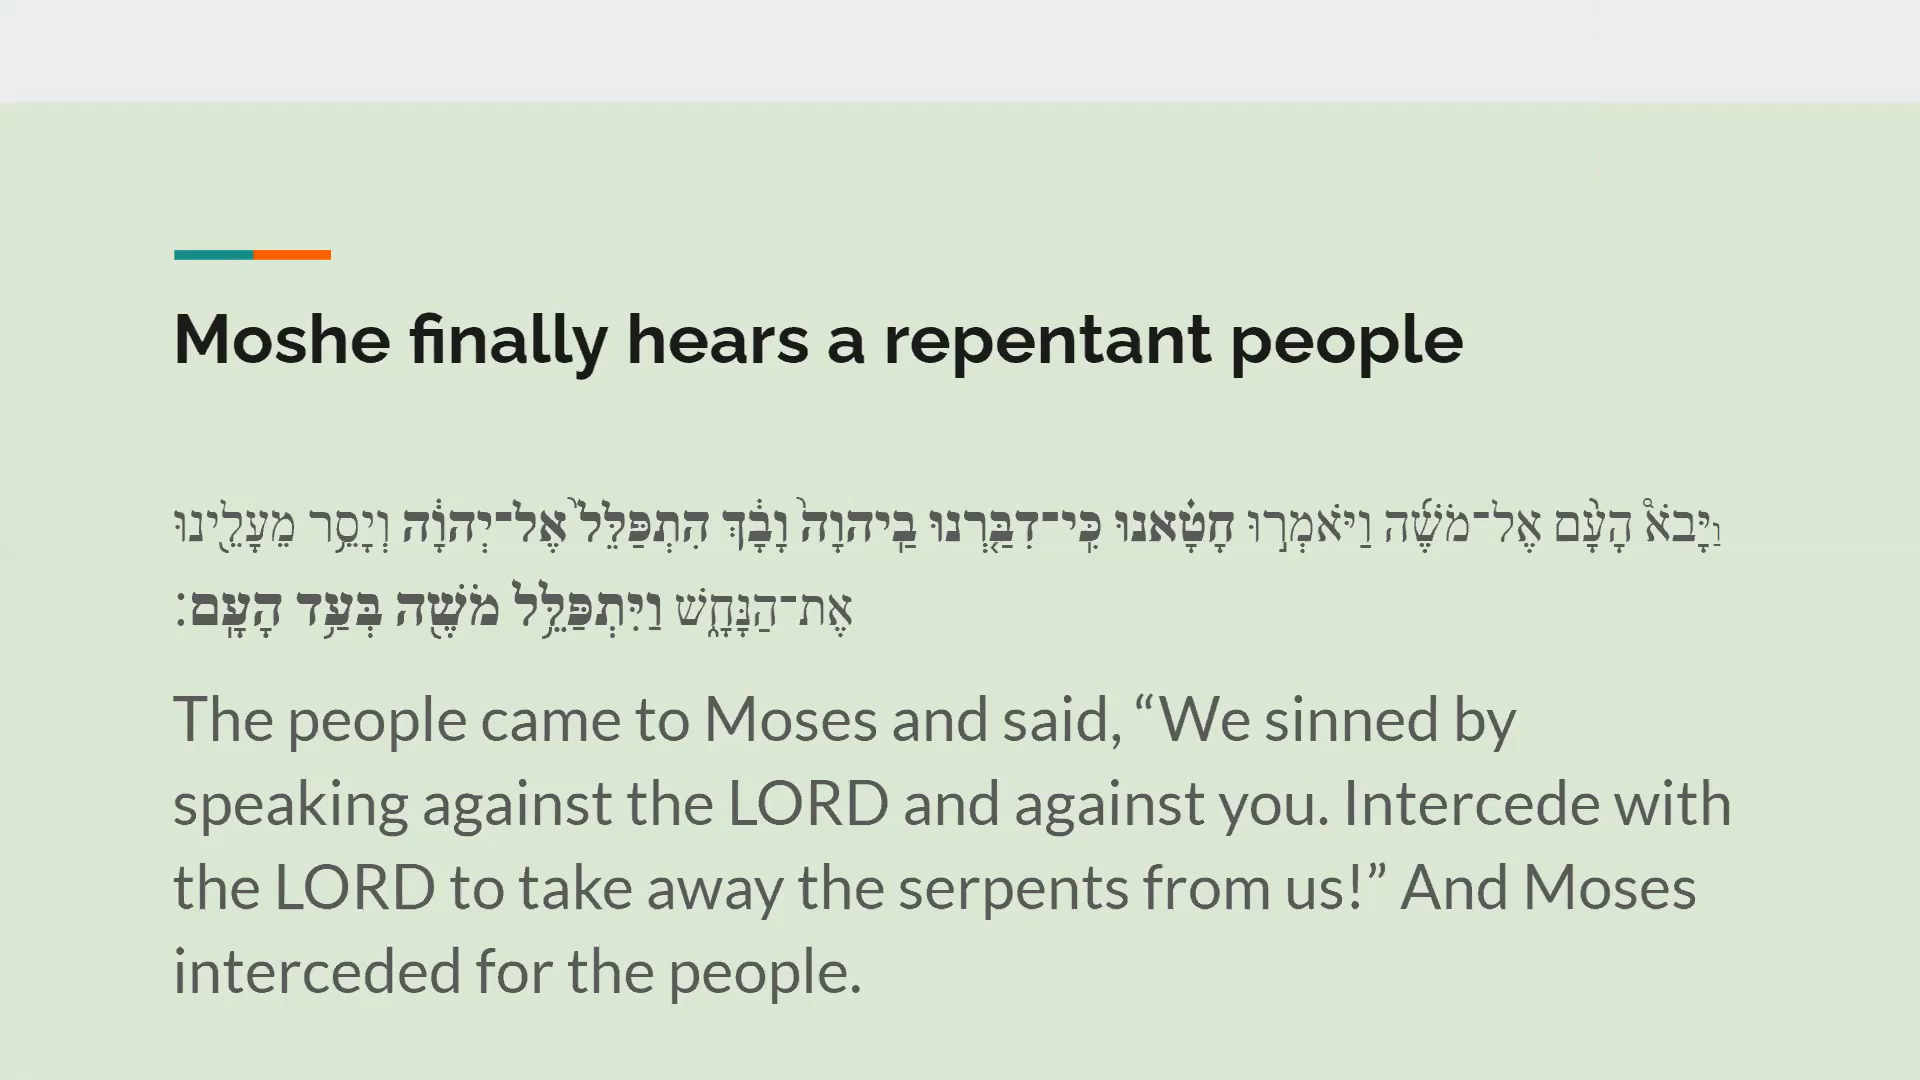 Moshe finally hears a repentant people
וַיָּבֹא֩ הָעָ֨ם אֶל־מֹשֶׁ֜ה וַיֹּאמְר֣וּ חָטָ֗אנוּ כִּֽי־דִבַּ֤רְנוּ בַֽיהוָה֙ וָבָ֔ךְ הִתְפַּלֵּל֙ אֶל־יְהוָ֔ה וְיָסֵ֥ר מֵעָלֵ֖ינוּ
אֶת־הַנָּחָ֑שׁ וַיִּתְפַּלֵּ֥ל מֹשֶׁ֖ה בְּעַ֥ד הָעָֽם׃
The people came to Moses and said, “We sinned by
speaking against the LORD and against you. Intercede with
the LORD to take away the serpents from us!” And Moses
interceded for the people.